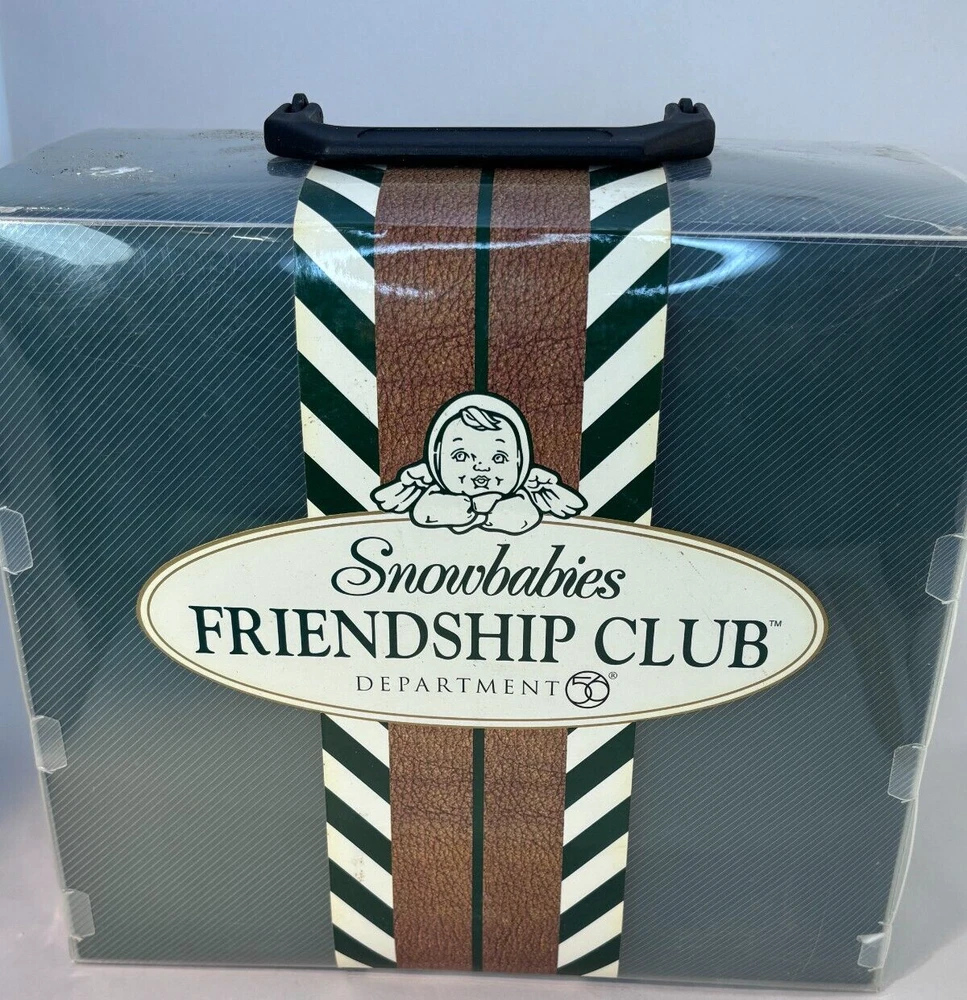 Snowbabies
FRIENDSHIP CLUB™
DEPARTMENT 56®